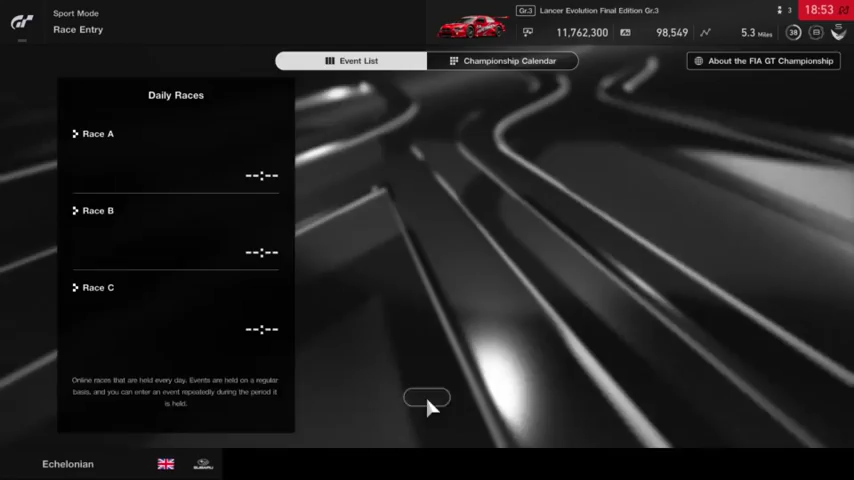 Sport Mode
Race Entry
Gr.3 Lancer Evolution Final Edition Gr.3
11,762,300
98,549
5.3 Miles
38
B
S
3
18:53
Event List
Championship Calendar
About the FIA GT Championship
Daily Races
Race A
--:--
Race B
--:--
Race C
--:--
Online races that are held every day. Events are held on a regular
basis, and you can enter an event repeatedly during the period it
is held.
Echelonian
SUBARU